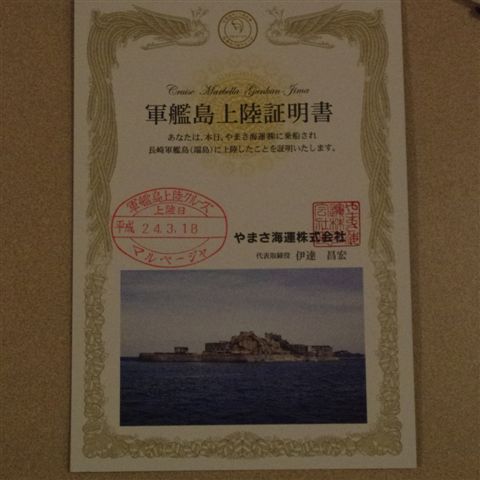 Cruise Marbella Gunkan-Jima
軍艦島上陸証明書
あなたは、本日、やまさ海運㈱に乗船され
長崎軍艦島（端島）に上陸したことを証明いたします。
軍艦島上陸クルーズ
上陸日
平成 24.3.18
マルベージャ
やまさ海運株式会社
代表取締役 伊達 昌宏